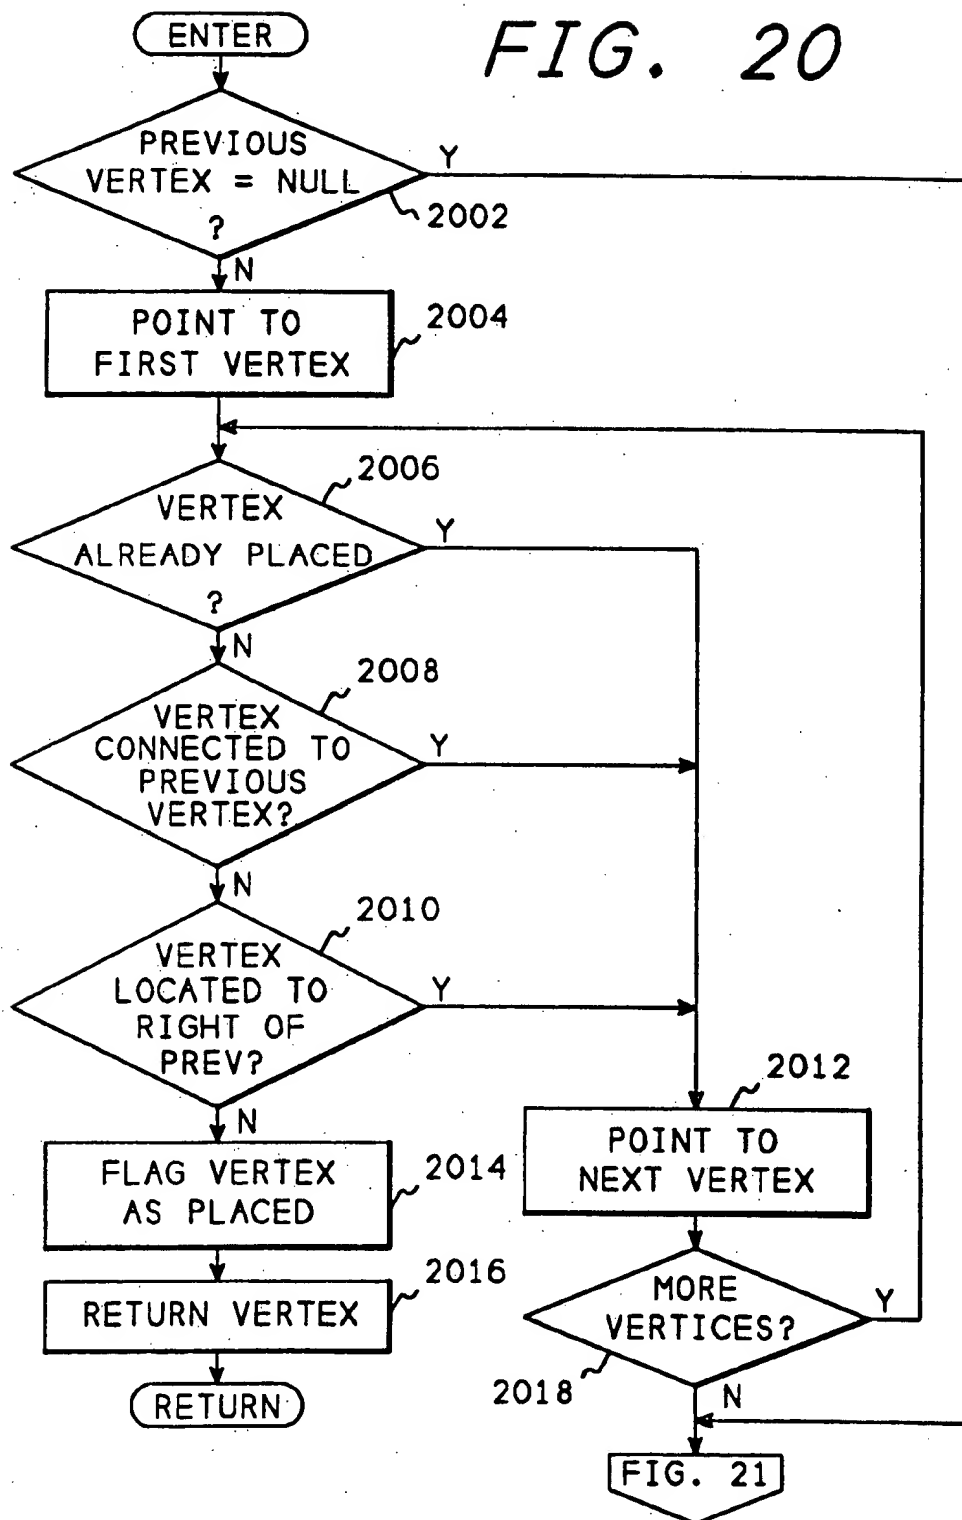 FIG. 20
ENTER
PREVIOUS
VERTEX = NULL
?
Y
2002
N
POINT TO
FIRST VERTEX
2004
2006
VERTEX
ALREADY PLACED
?
Y
N
2008
VERTEX
CONNECTED TO
PREVIOUS
VERTEX?
Y
N
2010
VERTEX
LOCATED TO
RIGHT OF
PREV?
Y
N
2012
POINT TO
NEXT VERTEX
FLAG VERTEX
AS PLACED
2014
2016
RETURN VERTEX
MORE
VERTICES?
Y
2018
N
RETURN
FIG. 21